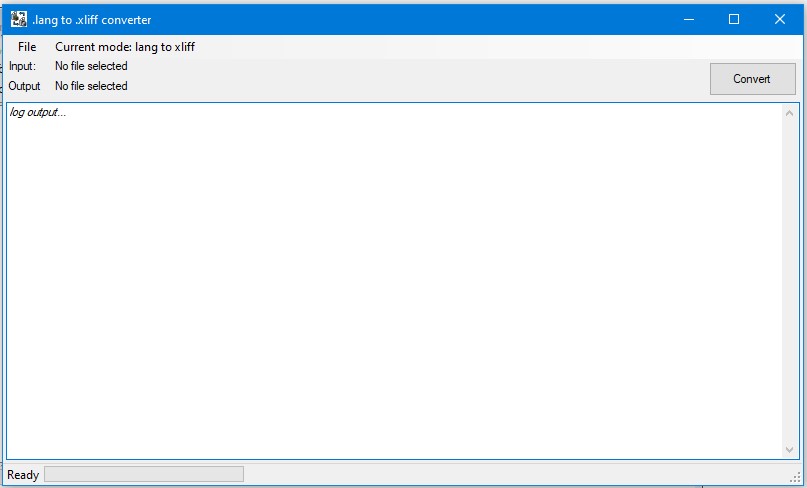 .lang to .xliff converter
File Current mode: lang to xliff
Input: No file selected
Output No file selected
Convert
log output...
Ready